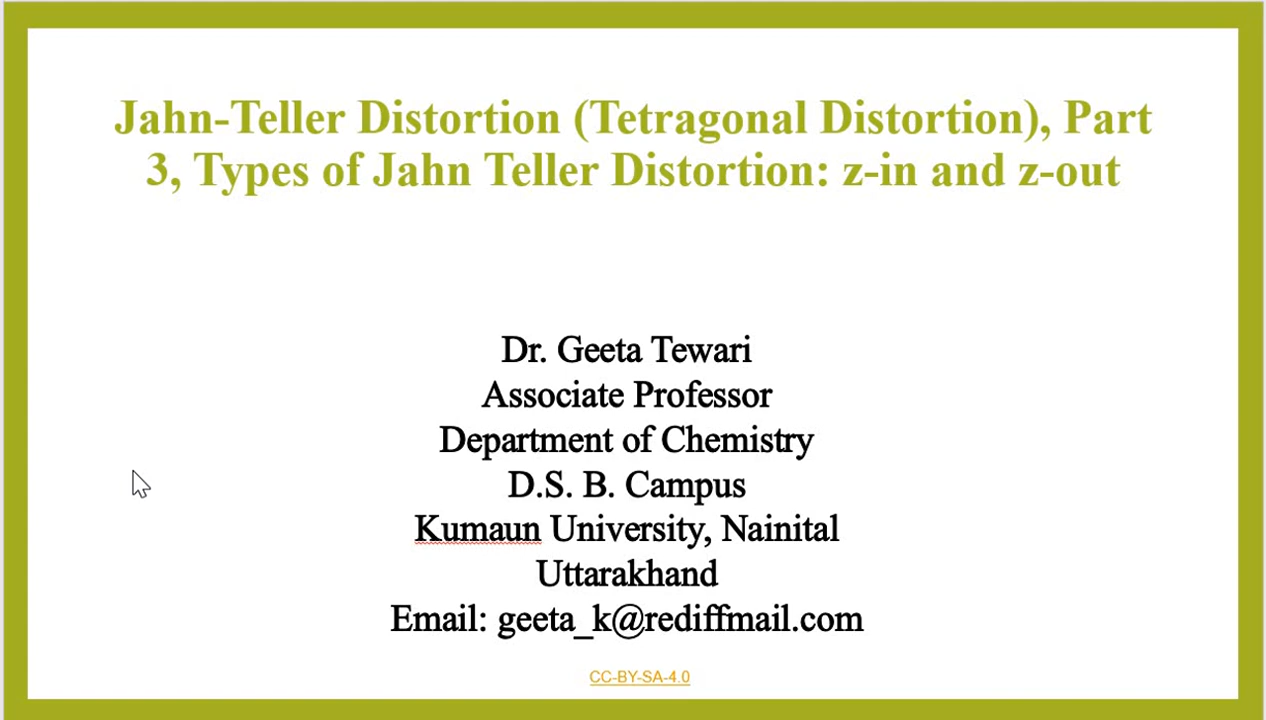 Jahn-Teller Distortion (Tetragonal Distortion), Part
3, Types of Jahn Teller Distortion: z-in and z-out
Dr. Geeta Tewari
Associate Professor
Department of Chemistry
D.S. B. Campus
Kumaun University, Nainital
Uttarakhand
Email: geeta_k@rediffmail.com
CC-BY-SA-4.0